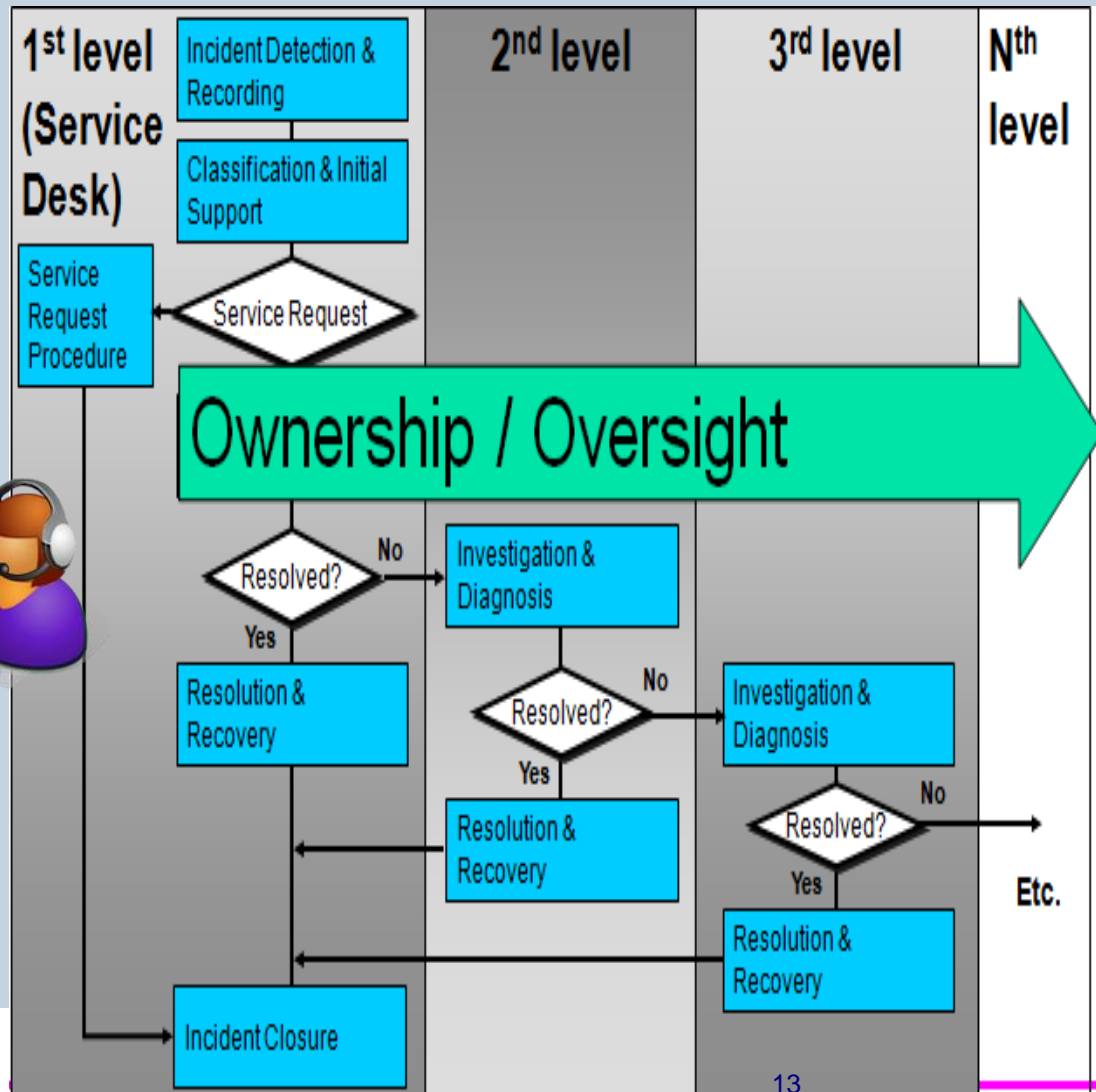 1st level
(Service
Desk)
Incident Detection &
Recording
2nd level
3rd level
Nth
level
Classification & Initial
Support
Service
Request
Procedure
Service Request
Ownership / Oversight
Resolved?
No
Yes
Investigation &
Diagnosis
Resolution &
Recovery
Resolved?
No
Yes
Investigation &
Diagnosis
Resolution &
Recovery
Resolved?
No
Yes
Etc.
Resolution &
Recovery
Incident Closure
13